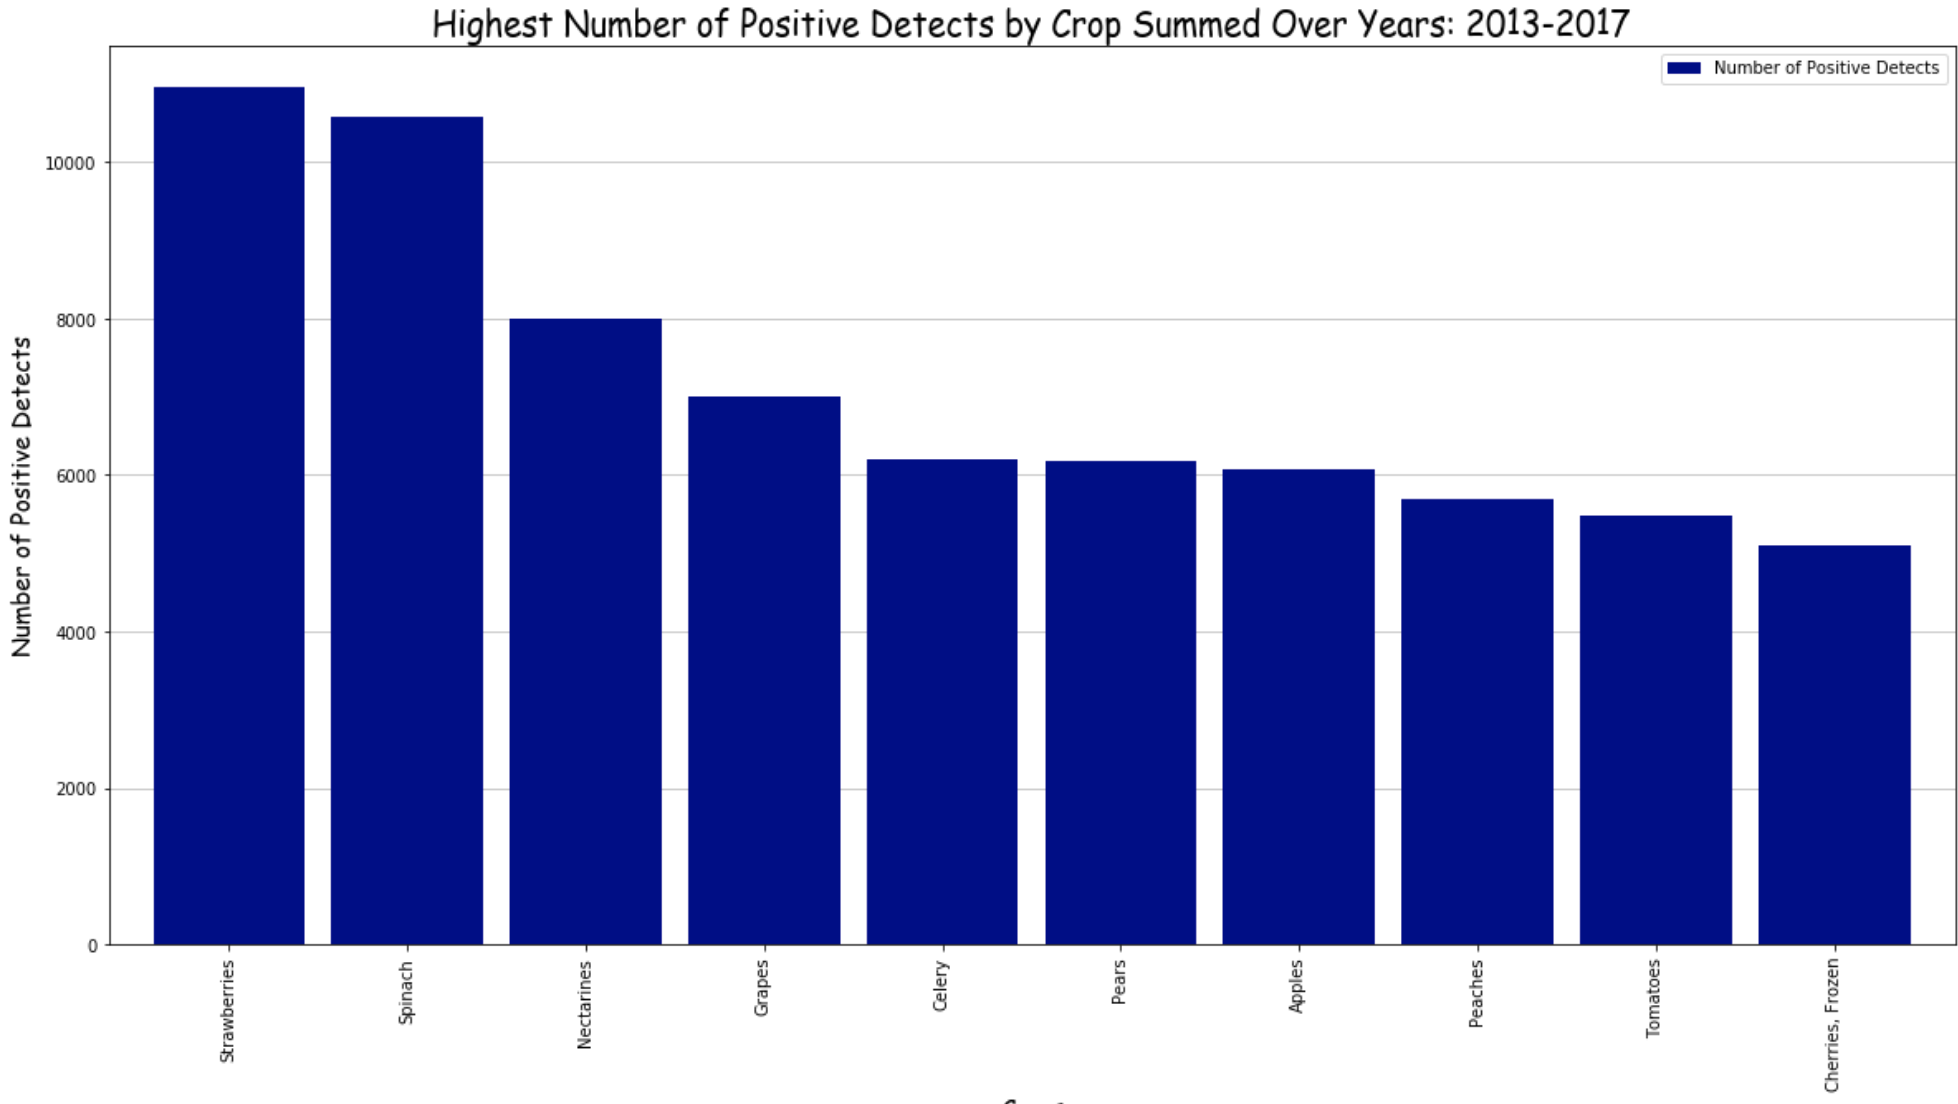 Highest Number of Positive Detects by Crop Summed Over Years: 2013-2017
Number of Positive Detects
Number of Positive Detects
10000
8000
6000
4000
2000
0
Strawberries
Spinach
Nectarines
Grapes
Celery
Pears
Apples
Peaches
Tomatoes
Cherries, Frozen